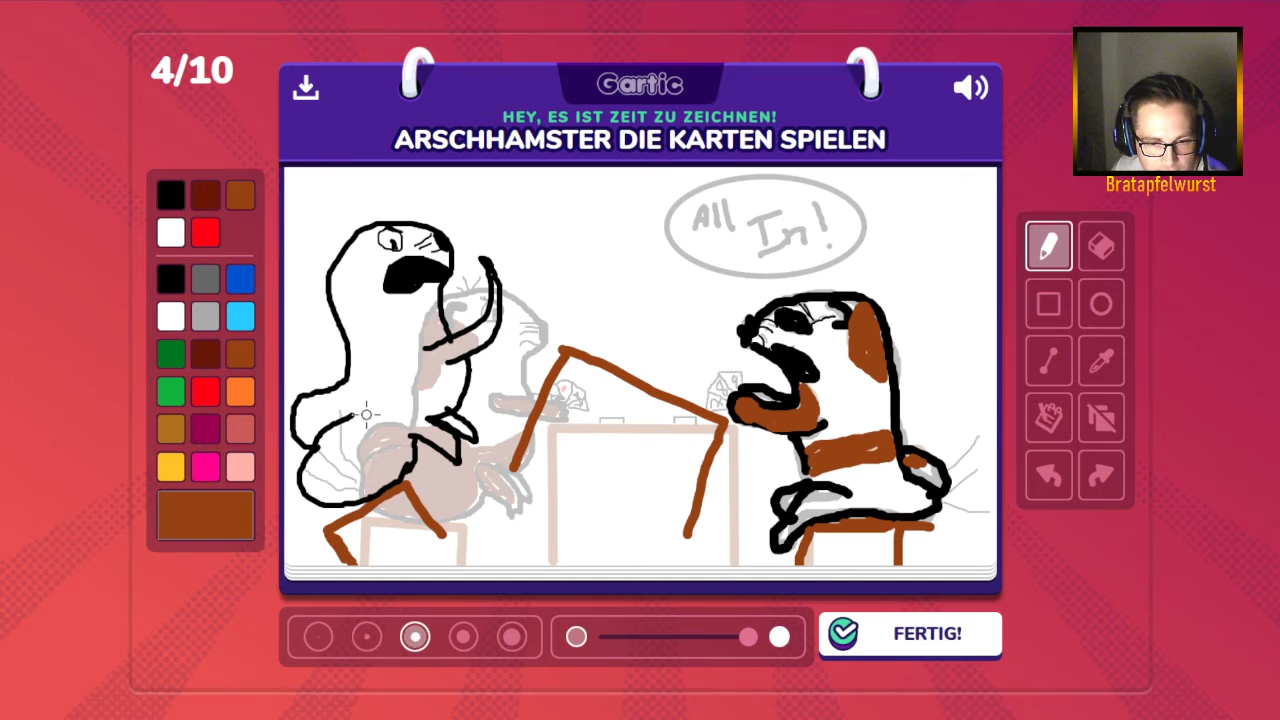 4/10
Gartic
HEY, ES IST ZEIT ZU ZEICHNEN!
ARSCHHAMSTER DIE KARTEN SPIELEN
Bratapfelwurst
All
In!
FERTIG!